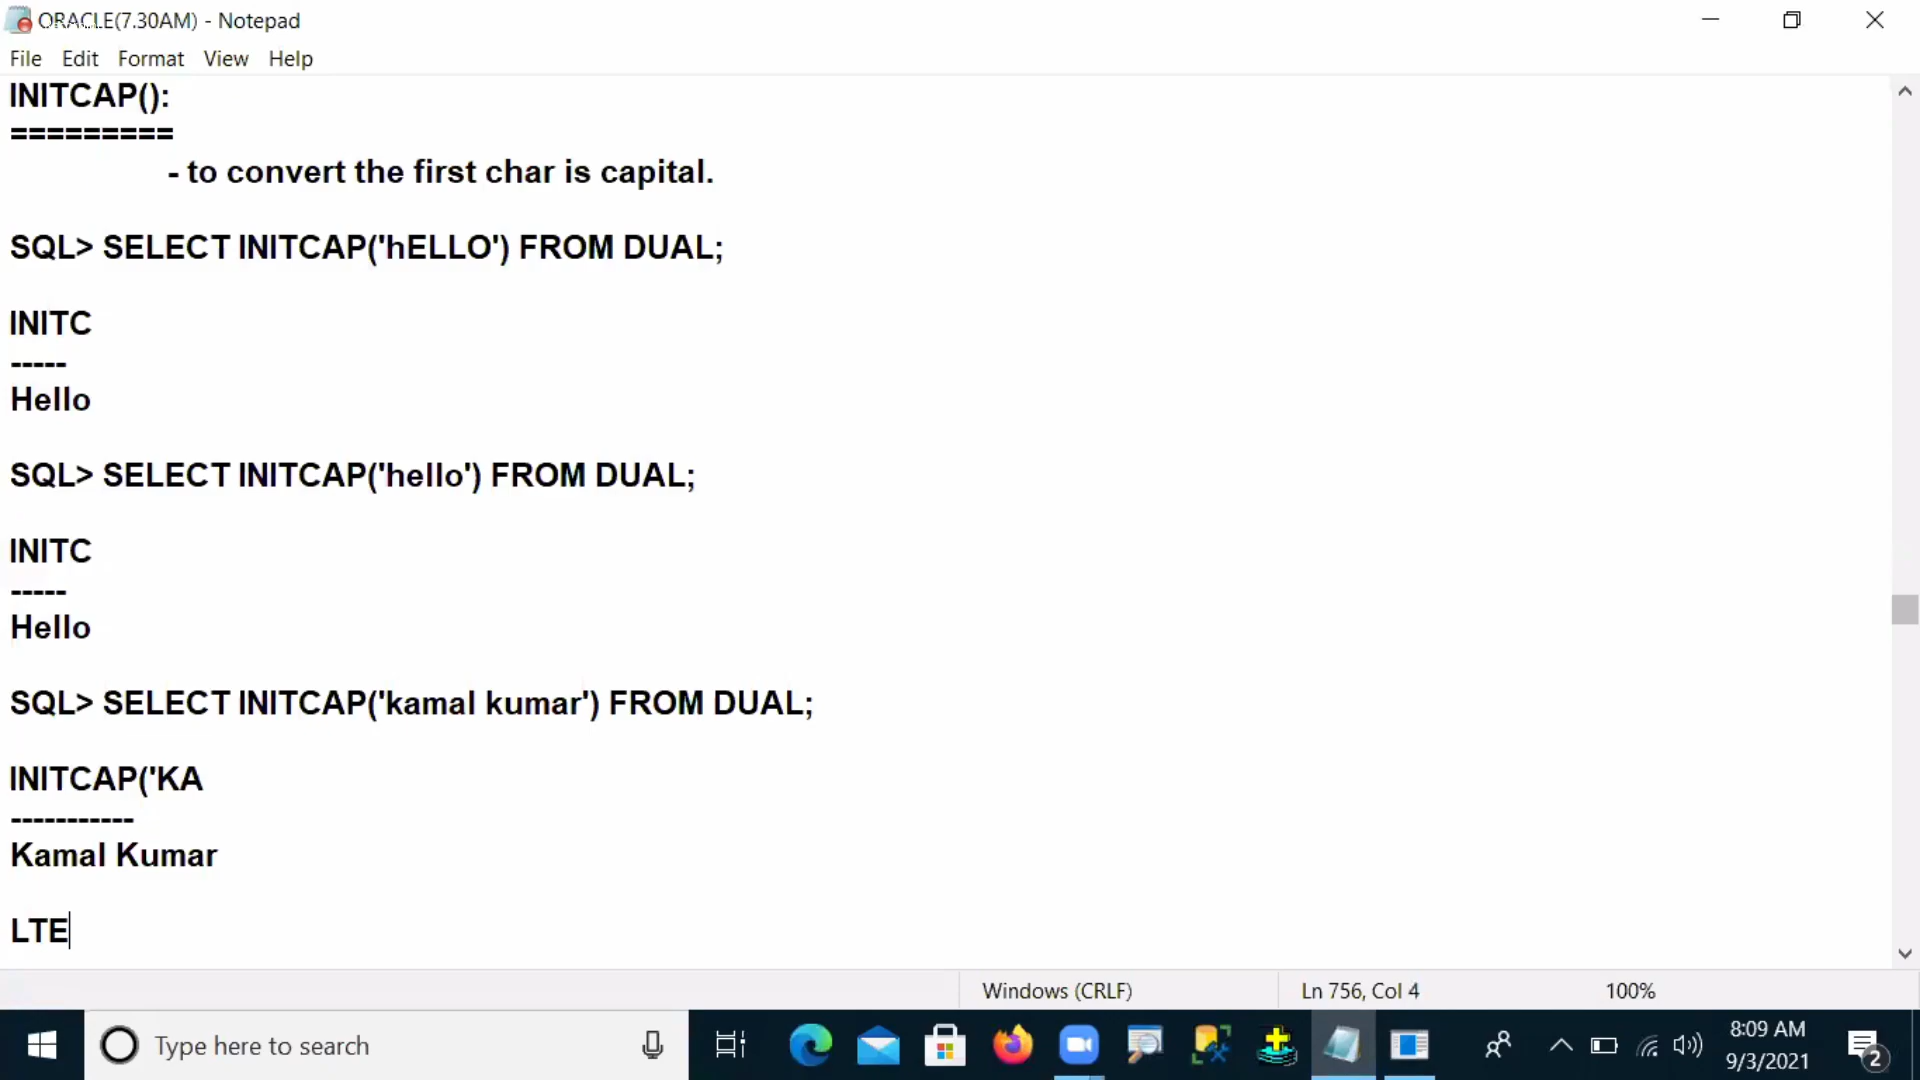 ORACLE(7.30AM) - Notepad
File Edit Format View Help
INITCAP():
=========
- to convert the first char is capital.
SQL> SELECT INITCAP('hELLO') FROM DUAL;
INITC
-----
Hello
SQL> SELECT INITCAP('hello') FROM DUAL;
INITC
-----
Hello
SQL> SELECT INITCAP('kamal kumar') FROM DUAL;
INITCAP('KA
-----------
Kamal Kumar
LTE
Windows (CRLF) Ln 756, Col 4 100%
Type here to search
8:09 AM
9/3/2021
2